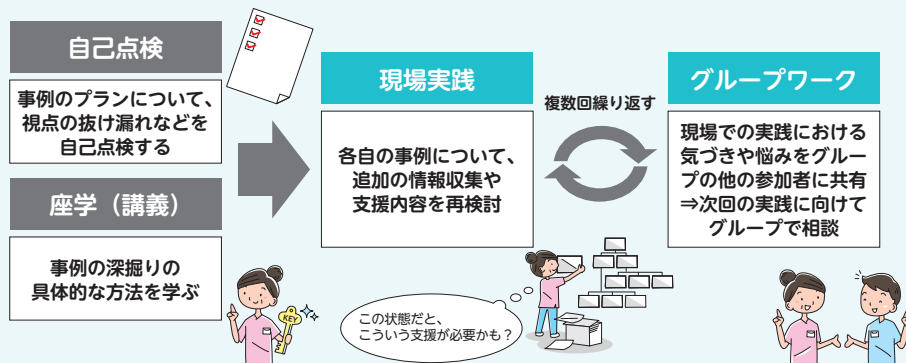 自己点検
事例のプランについて、
視点の抜け漏れなどを
自己点検する
座学（講義）
事例の深掘りの
具体的な方法を学ぶ
KEY
現場実践
各自の事例について、
追加の情報収集や
支援内容を再検討
この状態だと、
こういう支援が必要かも？
複数回繰り返す
グループワーク
現場での実践における
気づきや悩みをグルー
プの他の参加者に共有
⇒次回の実践に向けて
グループで相談